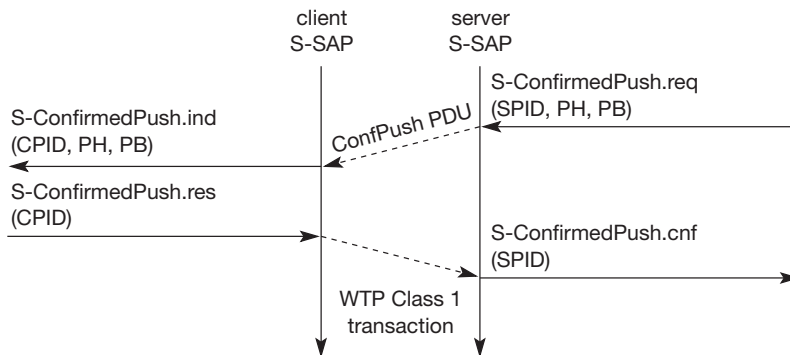 client
S-SAP
server
S-SAP
S-ConfirmedPush.req
(SPID, PH, PB)
ConfPush PDU
S-ConfirmedPush.ind
(CPID, PH, PB)
S-ConfirmedPush.res
(CPID)
S-ConfirmedPush.cnf
(SPID)
WTP Class 1
transaction